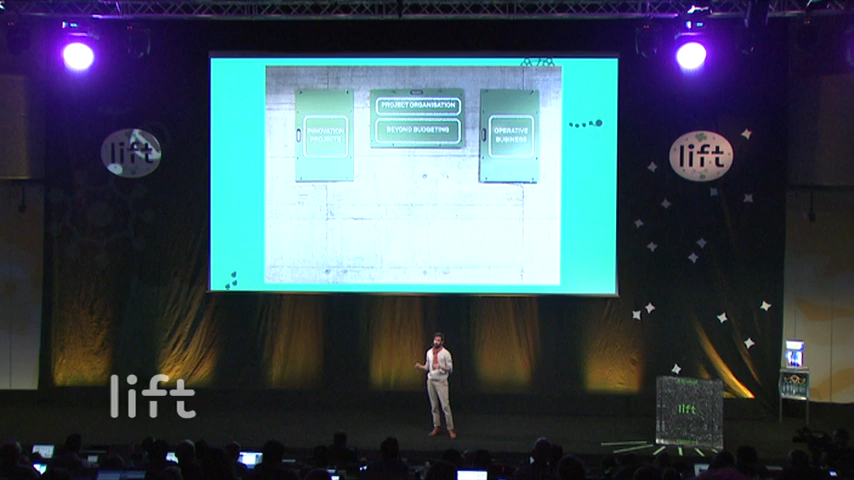 PROJECT ORGANISATION
INNOVATION
PROJECTS
BEYOND BUDGETING
OPERATIVE
BUSINESS
lift
lift
lift
lift